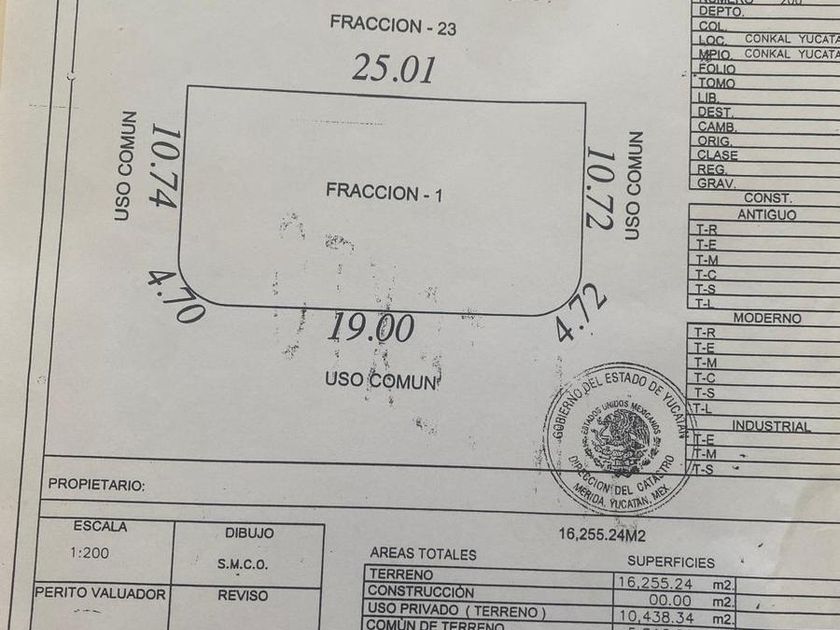 FRACCION - 23
25.01
USO COMUN
10.74
FRACCION - 1
10.72
USO COMUN
4.70
19.00
4.72
USO COMUN
DEPTO.
COL.
LOC. CONKAL YUCATA
MPIO. CONKAL YUCATA
FOLIO
TOMO
LIB.
DEST.
CAMB.
ORIG.
CLASE
REG.
GRAV.
CONST.
ANTIGUO
T-R
T-E
T-M
T-C
T-S
T-L
MODERNO
T-R
T-E
T-M
T-C
T-S
T-L
INDUSTRIAL
T-E
T-M
T-S
GOBIERNO DEL ESTADO DE YUCATAN
ESTADOS UNIDOS MEXICANOS
DIRECCION DEL CATASTRO
MERIDA, YUCATAN, MEX.
PROPIETARIO:
ESCALA
1:200
DIBUJO
S.M.C.O.
PERITO VALUADOR
REVISO
16,255.24M2
AREAS TOTALES
SUPERFICIES
TERRENO 16,255.24 m2.
CONSTRUCCIÓN 00.00 m2.
USO PRIVADO ( TERRENO ) 10,438.34 m2.
COMÚN DE TERRENO